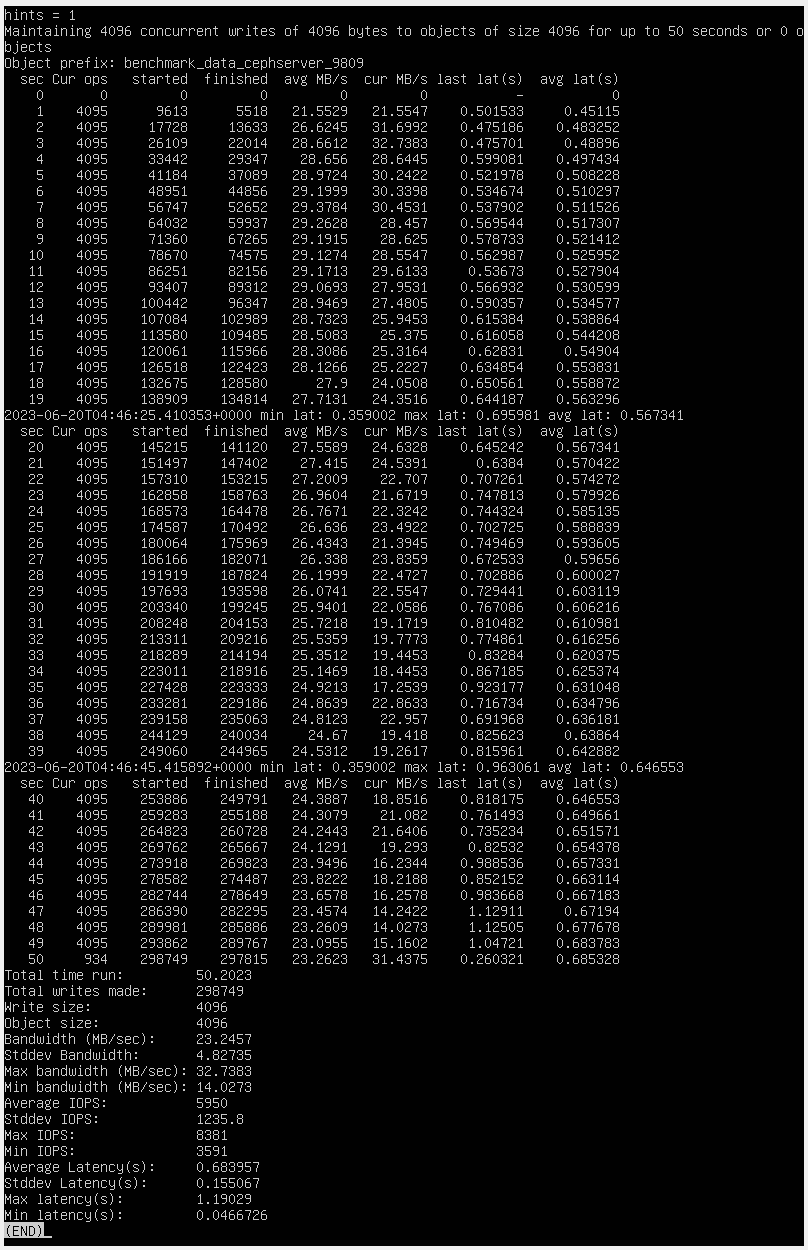 hints = 1
Maintaining 4096 concurrent writes of 4096 bytes to objects of size 4096 for up to 50 seconds or 0 o
bjects
Object prefix: benchmark_data_cephserver_9809
sec Cur ops started finished avg MB/s cur MB/s last lat(s) avg lat(s)
0 0 0 0 0 0 - 0
1 4095 9613 5518 21.5529 21.5547 0.501533 0.45115
2 4095 17728 13633 26.6245 31.6992 0.475186 0.483252
3 4095 26109 22014 28.6612 32.7383 0.475701 0.48896
4 4095 33442 29347 28.656 28.6445 0.599081 0.497434
5 4095 41184 37089 28.9724 30.2422 0.521978 0.508228
6 4095 48951 44856 29.1999 30.3398 0.534674 0.510297
7 4095 56747 52652 29.3784 30.4531 0.537902 0.511526
8 4095 64032 59937 29.2628 28.457 0.569544 0.517307
9 4095 71360 67265 29.1915 28.625 0.578733 0.521412
10 4095 78670 74575 29.1274 28.5547 0.562987 0.525952
11 4095 86251 82156 29.1713 29.6133 0.53673 0.527904
12 4095 93407 89312 29.0693 27.9531 0.566932 0.530599
13 4095 100442 96347 28.9469 27.4805 0.590357 0.534577
14 4095 107084 102989 28.7323 25.9453 0.615384 0.538864
15 4095 113580 109485 28.5083 25.375 0.616058 0.544208
16 4095 120061 115966 28.3086 25.3164 0.62831 0.54904
17 4095 126518 122423 28.1266 25.2227 0.634854 0.553831
18 4095 132675 128580 27.9 24.0508 0.650561 0.558872
19 4095 138909 134814 27.7131 24.3516 0.644187 0.563296
2023-06-20T04:46:25.410353+0000 min lat: 0.359002 max lat: 0.695981 avg lat: 0.567341
sec Cur ops started finished avg MB/s cur MB/s last lat(s) avg lat(s)
20 4095 145215 141120 27.5589 24.6328 0.645242 0.567341
21 4095 151497 147402 27.415 24.5391 0.6384 0.570422
22 4095 157310 153215 27.2009 22.707 0.707261 0.574272
23 4095 162858 158763 26.9604 21.6719 0.747813 0.579926
24 4095 168573 164478 26.7671 22.3242 0.744324 0.585135
25 4095 174587 170492 26.636 23.4922 0.702725 0.588839
26 4095 180064 175969 26.4343 21.3945 0.749469 0.593605
27 4095 186166 182071 26.338 23.8359 0.672533 0.59656
28 4095 191919 187824 26.1999 22.4727 0.702886 0.600027
29 4095 197693 193598 26.0741 22.5547 0.729441 0.603119
30 4095 203340 199245 25.9401 22.0586 0.767086 0.606216
31 4095 208248 204153 25.7218 19.1719 0.810482 0.610981
32 4095 213311 209216 25.5359 19.7773 0.774861 0.616256
33 4095 218289 214194 25.3512 19.4453 0.83284 0.620375
34 4095 223011 218916 25.1469 18.4453 0.867185 0.625374
35 4095 227428 223333 24.9213 17.2539 0.923177 0.631048
36 4095 233281 229186 24.8639 22.8633 0.716734 0.634796
37 4095 239158 235063 24.8123 22.957 0.691968 0.636181
38 4095 244129 240034 24.67 19.418 0.825623 0.63864
39 4095 249060 244965 24.5312 19.2617 0.815961 0.642882
2023-06-20T04:46:45.415892+0000 min lat: 0.359002 max lat: 0.963061 avg lat: 0.646553
sec Cur ops started finished avg MB/s cur MB/s last lat(s) avg lat(s)
40 4095 253886 249791 24.3887 18.8516 0.818175 0.646553
41 4095 259283 255188 24.3079 21.082 0.761493 0.649661
42 4095 264823 260728 24.2443 21.6406 0.735234 0.651571
43 4095 269762 265667 24.1291 19.293 0.82532 0.654378
44 4095 273918 269823 23.9496 16.2344 0.988536 0.657331
45 4095 278582 274487 23.8222 18.2188 0.852152 0.663114
46 4095 282744 278649 23.6578 16.2578 0.983668 0.667183
47 4095 286390 282295 23.4574 14.2422 1.12911 0.67194
48 4095 289981 285886 23.2609 14.0273 1.12505 0.677678
49 4095 293862 289767 23.0955 15.1602 1.04721 0.683783
50 934 298749 297815 23.2623 31.4375 0.260321 0.685328
Total time run: 50.2023
Total writes made: 298749
Write size: 4096
Object size: 4096
Bandwidth (MB/sec): 23.2457
Stddev Bandwidth: 4.82735
Max bandwidth (MB/sec): 32.7383
Min bandwidth (MB/sec): 14.0273
Average IOPS: 5950
Stddev IOPS: 1235.8
Max IOPS: 8381
Min IOPS: 3591
Average Latency(s): 0.683957
Stddev Latency(s): 0.155067
Max latency(s): 1.19029
Min latency(s): 0.0466726
(END)